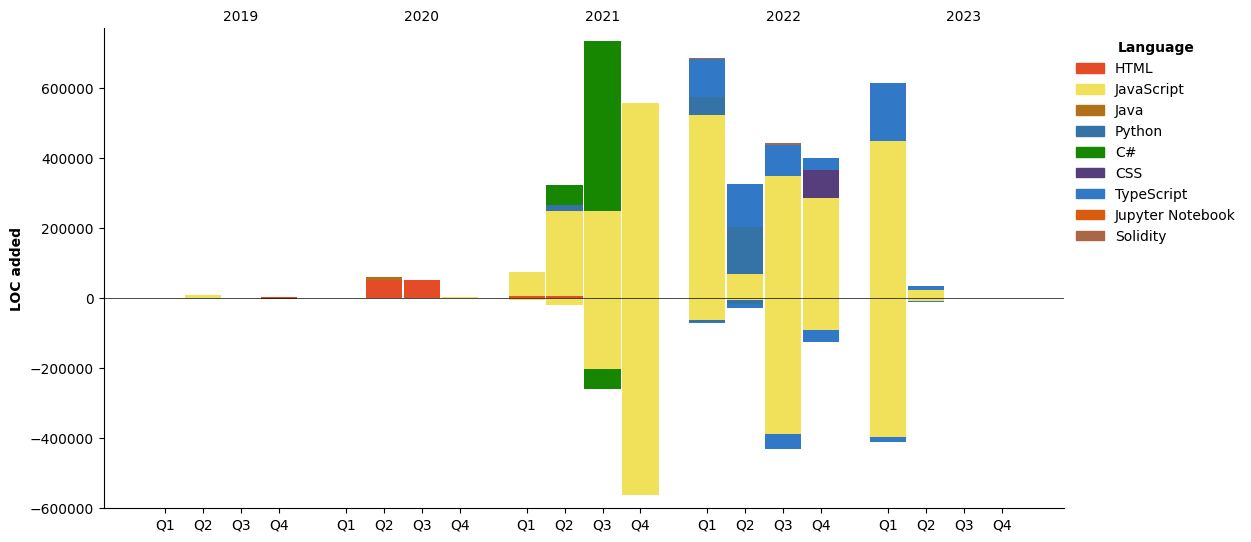 2019 2020 2021 2022 2023
LOC added
600000
400000
200000
0
−200000
−400000
−600000
Q1 Q2 Q3 Q4 Q1 Q2 Q3 Q4 Q1 Q2 Q3 Q4 Q1 Q2 Q3 Q4 Q1 Q2 Q3 Q4
Language
HTML
JavaScript
Java
Python
C#
CSS
TypeScript
Jupyter Notebook
Solidity